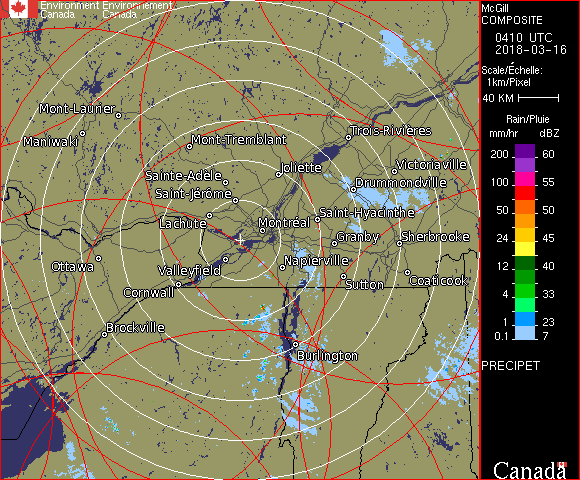 Environment Environnement
Canada Canada
McGill
COMPOSITE
0410 UTC
2018-03-16
Scale/Échelle:
1km/Pixel
40 KM
Rain/Pluie
mm/hr dBZ
200 60
100 55
50 50
24 45
12 40
4 33
1 23
0.1 7
PRECIPET
Canada
Mont-Laurier
Maniwaki
Mont-Tremblant
Trois-Rivières
Joliette
Victoriaville
Sainte-Adèle
Drummondville
Saint-Jérôme
Saint-Hyacinthe
Lachute
Montréal
Granby
Sherbrooke
Ottawa
Valleyfield
Napierville
Sutton
Coaticook
Cornwall
Brockville
Burlington